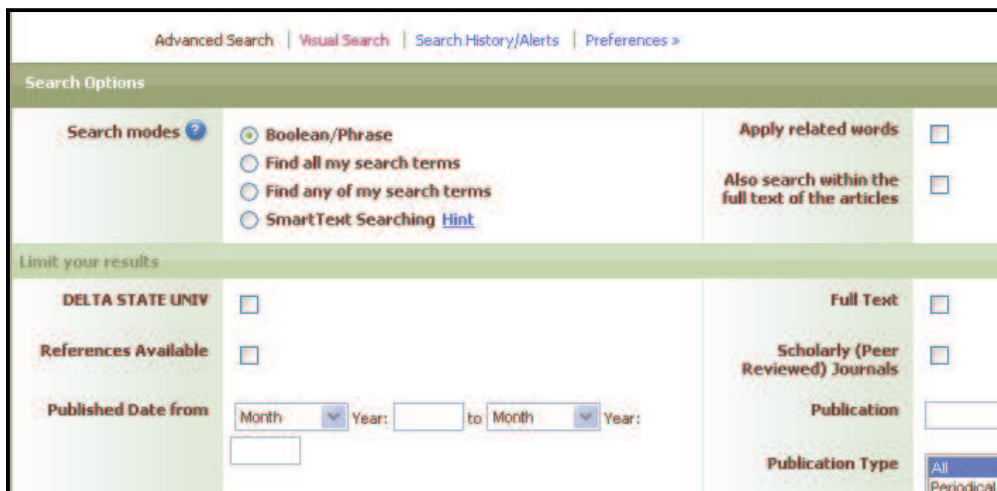 Advanced Search | Visual Search | Search History/Alerts | Preferences »
Search Options
Search modes ?
Boolean/Phrase
Find all my search terms
Find any of my search terms
SmartText Searching Hint
Apply related words
Also search within the
full text of the articles
Limit your results
DELTA STATE UNIV
Full Text
References Available
Scholarly (Peer
Reviewed) Journals
Published Date from
Month Year: to Month Year:
Publication
Publication Type
All
Periodical